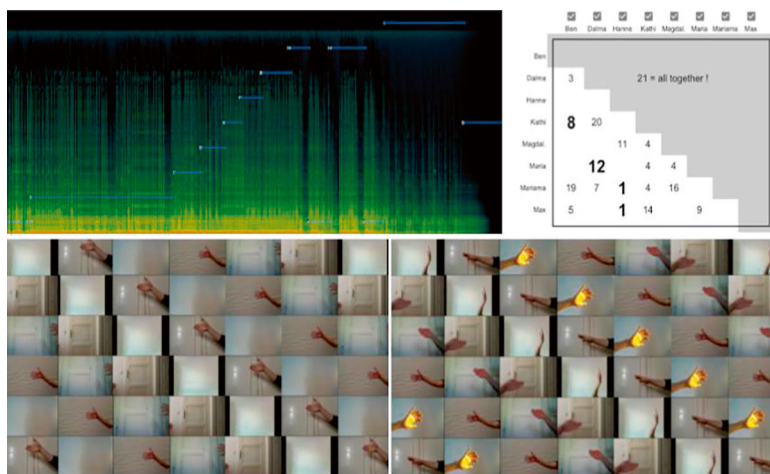 Ben Dalma Hanne Kathi Magdal. Maria Mariama Max
Ben
Dalma 3 21 = all together !
Hanne
Kathi 8 20
Magdal. 11 4
Maria 12 4 4
Mariama 19 7 1 4 16
Max 5 1 14 9